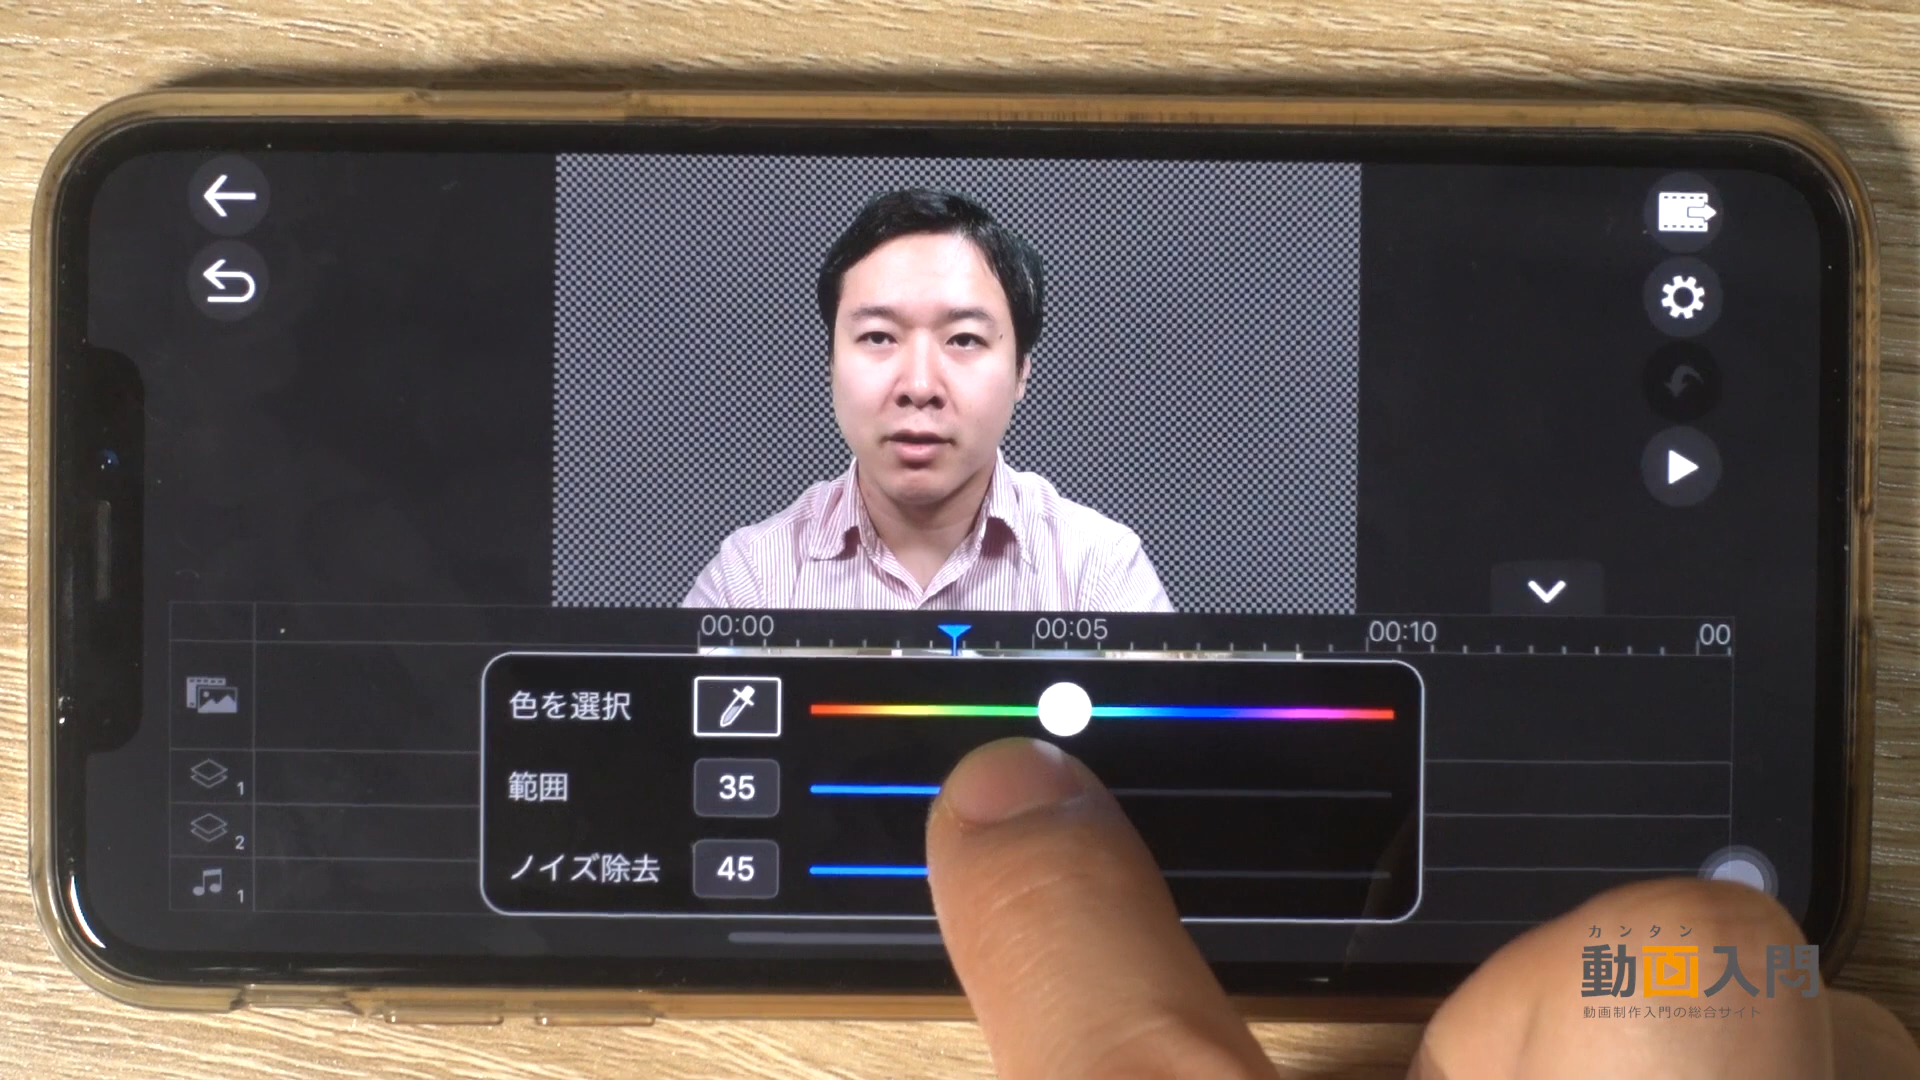 00:00
00:05
00:10
00
色を選択
範囲
35
ノイズ除去
45
1
2
1
カンタン
動画入門
動画制作入門の総合サイト